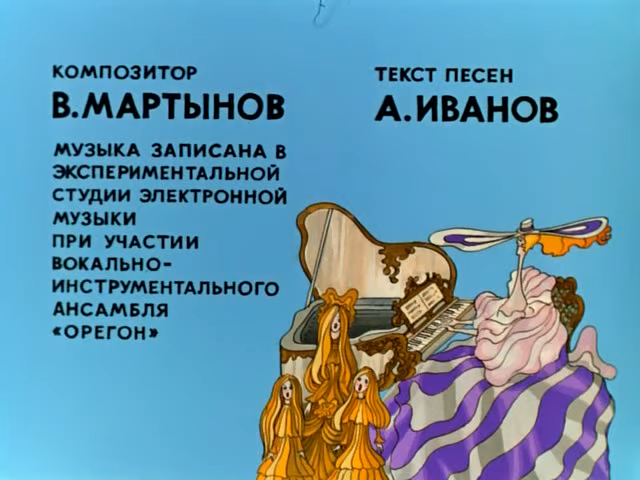 КОМПОЗИТОР
В.МАРТЫНОВ
МУЗЫКА ЗАПИСАНА В
ЭКСПЕРИМЕНТАЛЬНОЙ
СТУДИИ ЭЛЕКТРОННОЙ
МУЗЫКИ
ПРИ УЧАСТИИ
ВОКАЛЬНО-
ИНСТРУМЕНТАЛЬНОГО
АНСАМБЛЯ
«ОРЕГОН»
ТЕКСТ ПЕСЕН
А.ИВАНОВ